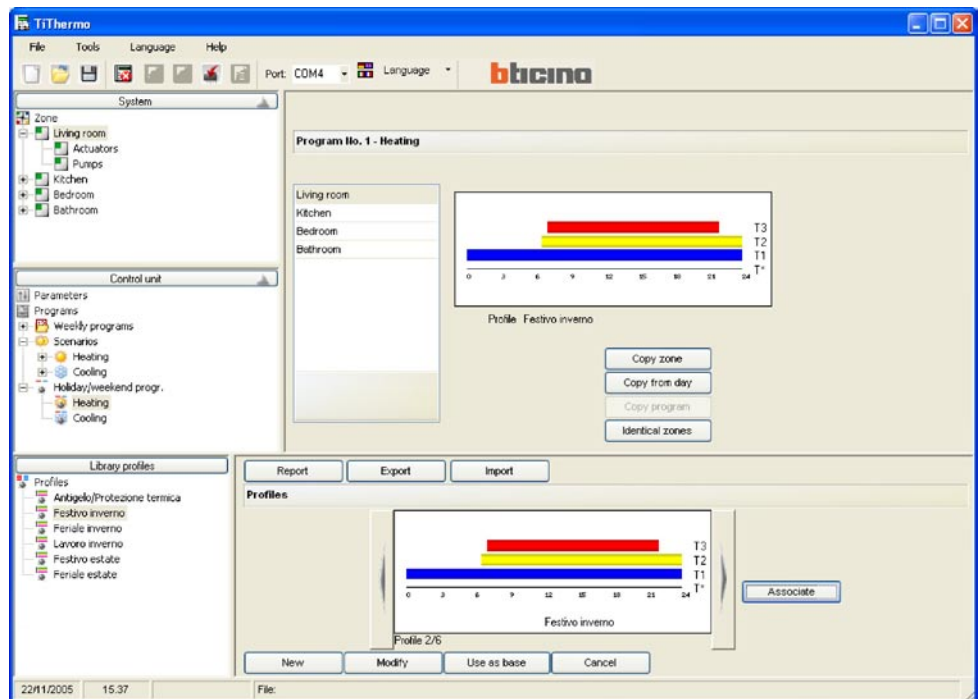 TiThermo
File Tools Language Help
Port: COM4 Language bticino
System
Zone
Living room
Actuators
Pumps
Kitchen
Bedroom
Bathroom
Program No. 1 - Heating
Living room
Kitchen
Bedroom
Bathroom
T3
T2
T1
T*
0 3 6 9 12 15 18 21 24
Profile Festivo inverno
Copy zone
Copy from day
Copy program
Identical zones
Control unit
Parameters
Programs
Weekly programs
Scenarios
Heating
Cooling
Holiday/weekend progr.
Heating
Cooling
Library profiles
Profiles
Antigelo/Protezione termica
Festivo inverno
Feriale inverno
Lavoro inverno
Festivo estate
Feriale estate
Report Export Import
Profiles
T3
T2
T1
T*
0 3 6 9 12 15 18 21 24
Festivo inverno
Associate
Profile 2/6
New Modify Use as base Cancel
22/11/2005 15.37 File: